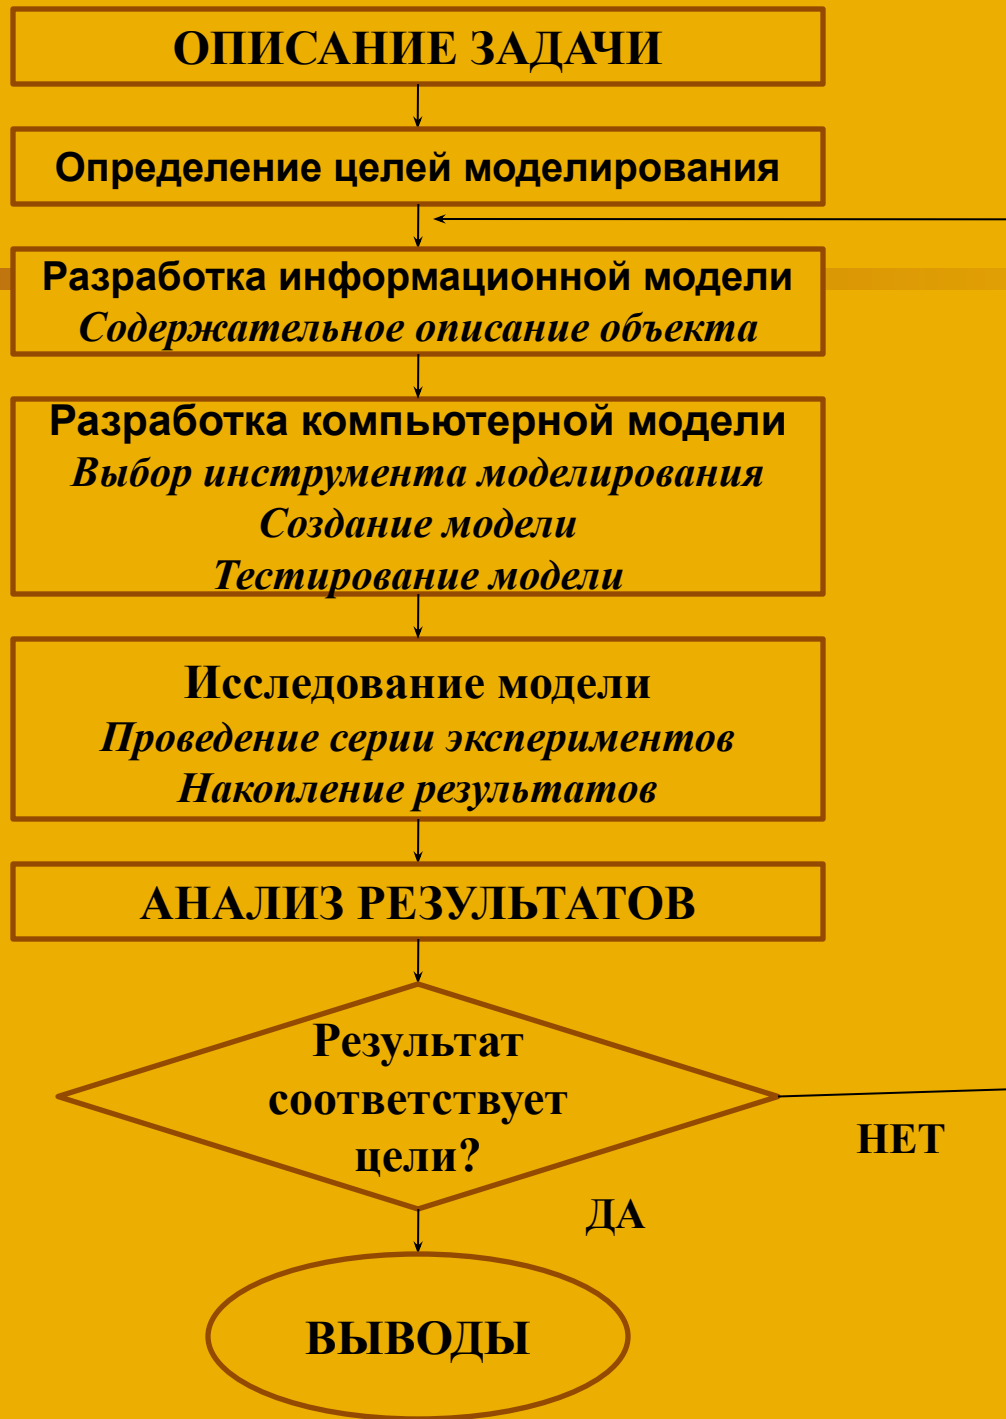 ОПИСАНИЕ ЗАДАЧИ
Определение целей моделирования
Разработка информационной модели
Содержательное описание объекта
Разработка компьютерной модели
Выбор инструмента моделирования
Создание модели
Тестирование модели
Исследование модели
Проведение серии экспериментов
Накопление результатов
АНАЛИЗ РЕЗУЛЬТАТОВ
Результат
соответствует
цели?
НЕТ
ДА
ВЫВОДЫ